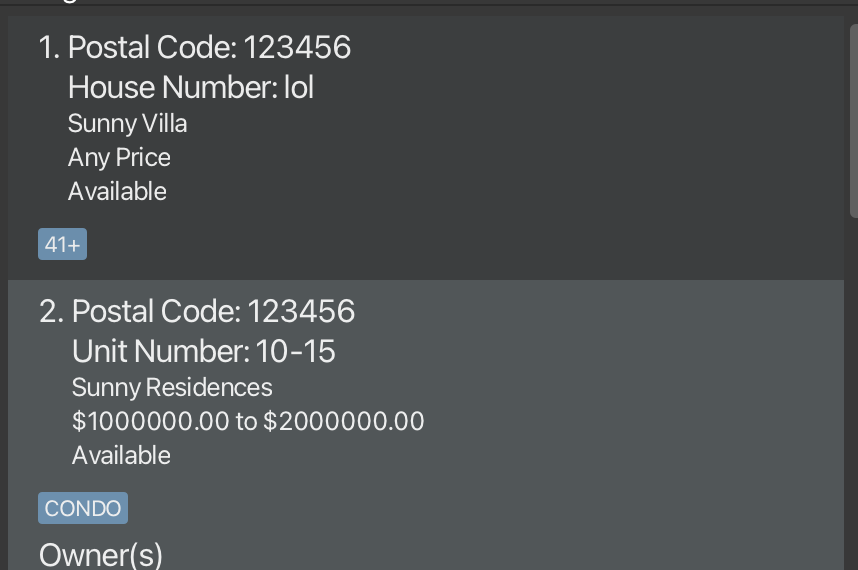 1. Postal Code: 123456
House Number: lol
Sunny Villa
Any Price
Available
41+
2. Postal Code: 123456
Unit Number: 10-15
Sunny Residences
$1000000.00 to $2000000.00
Available
CONDO
Owner(s)